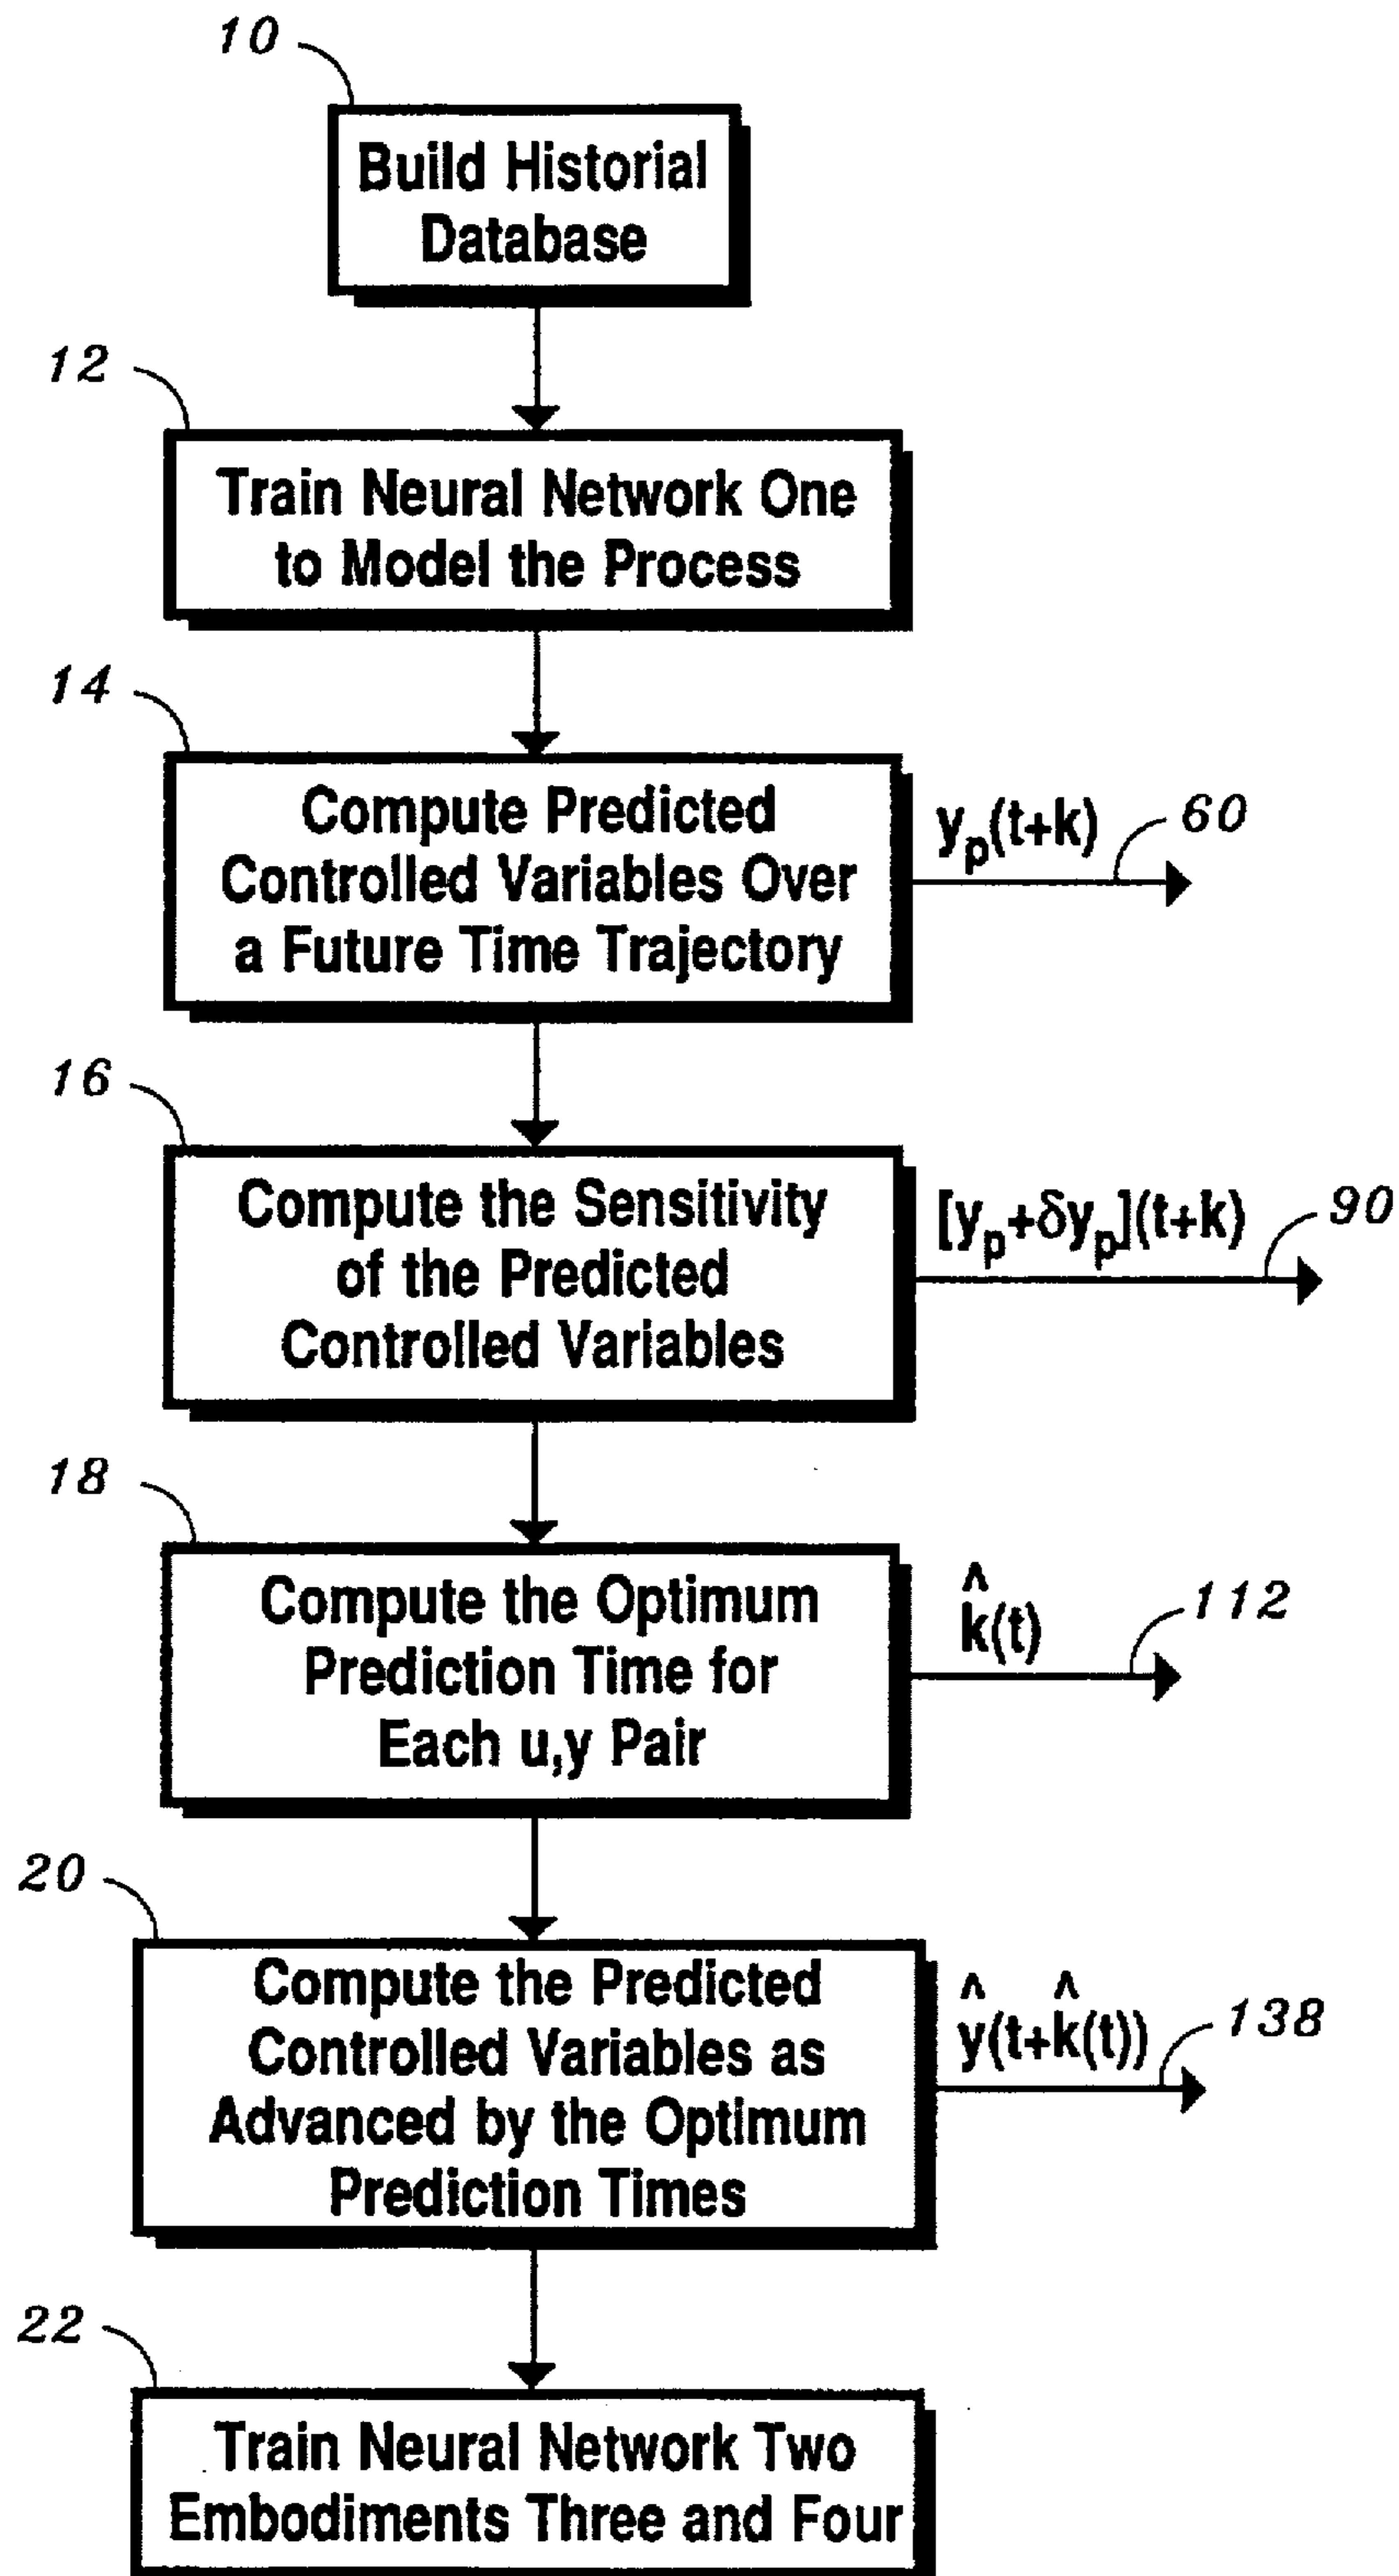 10
Build Historial
Database
12
Train Neural Network One
to Model the Process
14
Compute Predicted
Controlled Variables Over
a Future Time Trajectory
yp(t+k)
60
16
Compute the Sensitivity
of the Predicted
Controlled Variables
[yp+δyp](t+k)
90
18
Compute the Optimum
Prediction Time for
Each u,y Pair
k̂(t)
112
20
Compute the Predicted
Controlled Variables as
Advanced by the Optimum
Prediction Times
ŷ(t+k̂(t))
138
22
Train Neural Network Two
Embodiments Three and Four